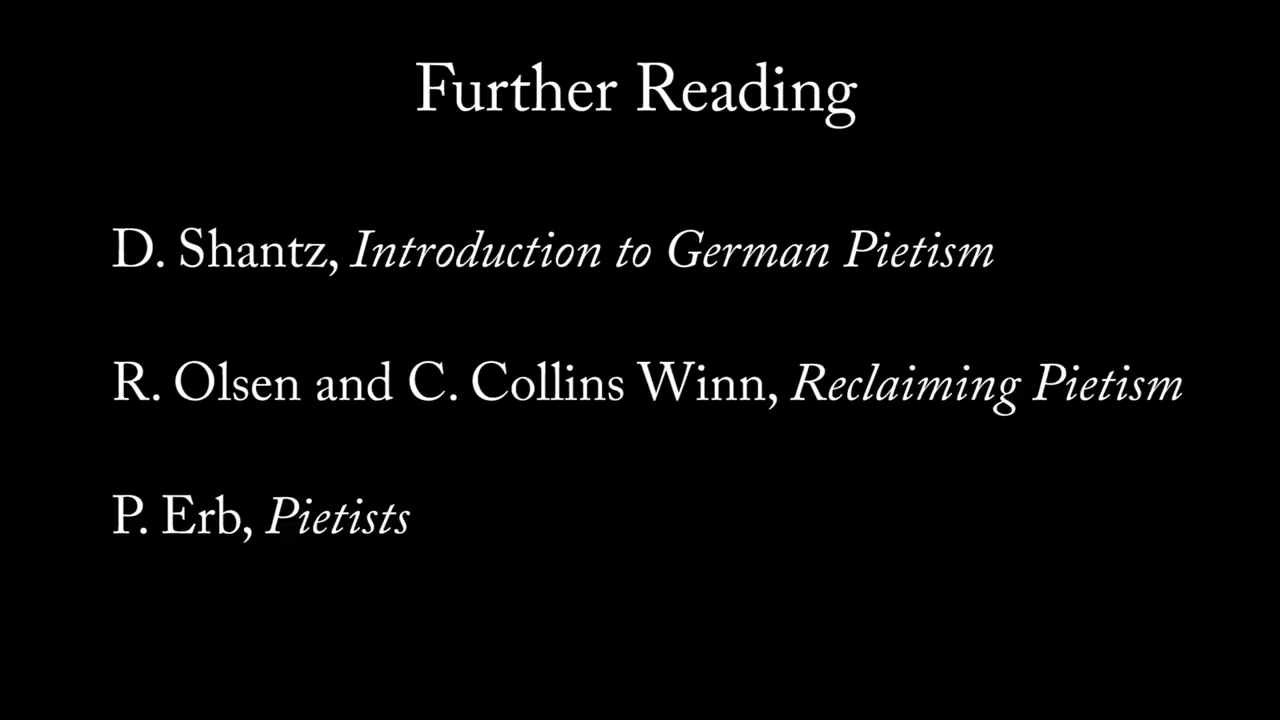 Further Reading
D. Shantz, Introduction to German Pietism
R. Olsen and C. Collins Winn, Reclaiming Pietism
P. Erb, Pietists